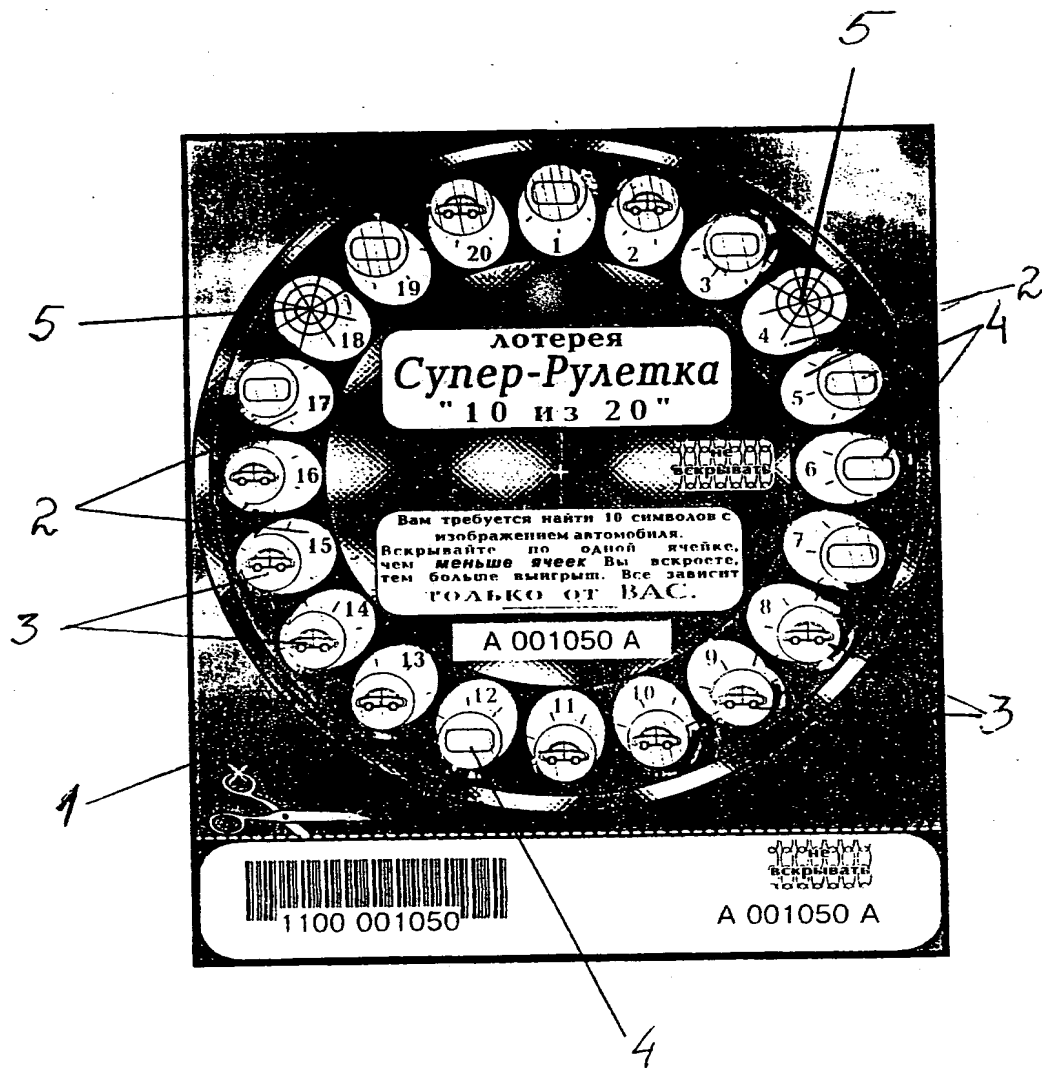 5
20 1 2
19 3
5 18 4 2
4
лотерея
Супер-Рулетка
"10 из 20"
17 5
не
вскрывать
16 6
2
Вам требуется найти 10 символов с
изображением автомобиля.
Вскрывайте по одной ячейке,
чем меньше ячеек Вы вскроете,
тем больше выигрыш. Все зависит
ТОЛЬКО ОТ ВАС.
15 7
3 14 8
А 001050 А
13 9
12 11 10
3
1
не
вскрывать
1100 001050
А 001050 А
4